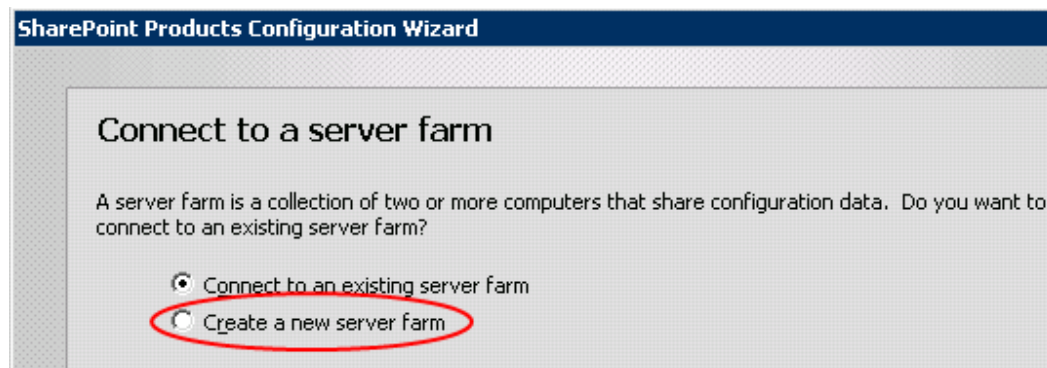 SharePoint Products Configuration Wizard
Connect to a server farm
A server farm is a collection of two or more computers that share configuration data. Do you want to
connect to an existing server farm?
Connect to an existing server farm
Create a new server farm